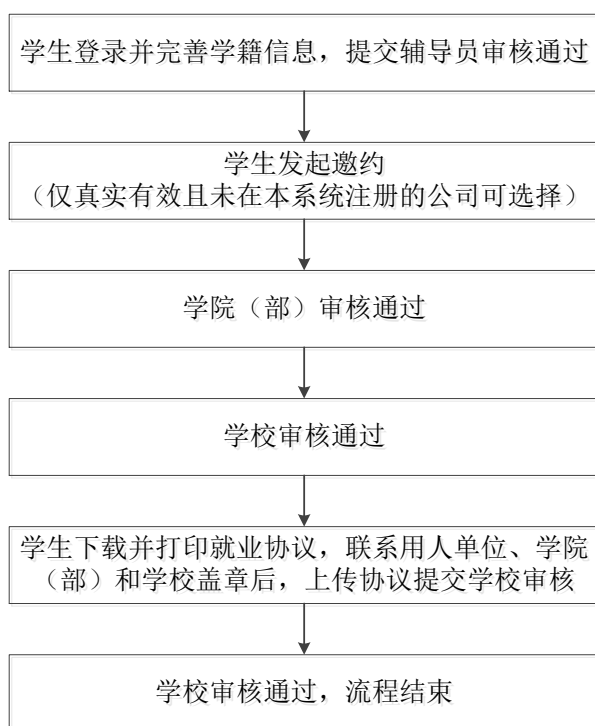 学生登录并完善学籍信息，提交辅导员审核通过
学生发起邀约
（仅真实有效且未在本系统注册的公司可选择）
学院（部）审核通过
学校审核通过
学生下载并打印就业协议，联系用人单位、学院
（部）和学校盖章后，上传协议提交学校审核
学校审核通过，流程结束